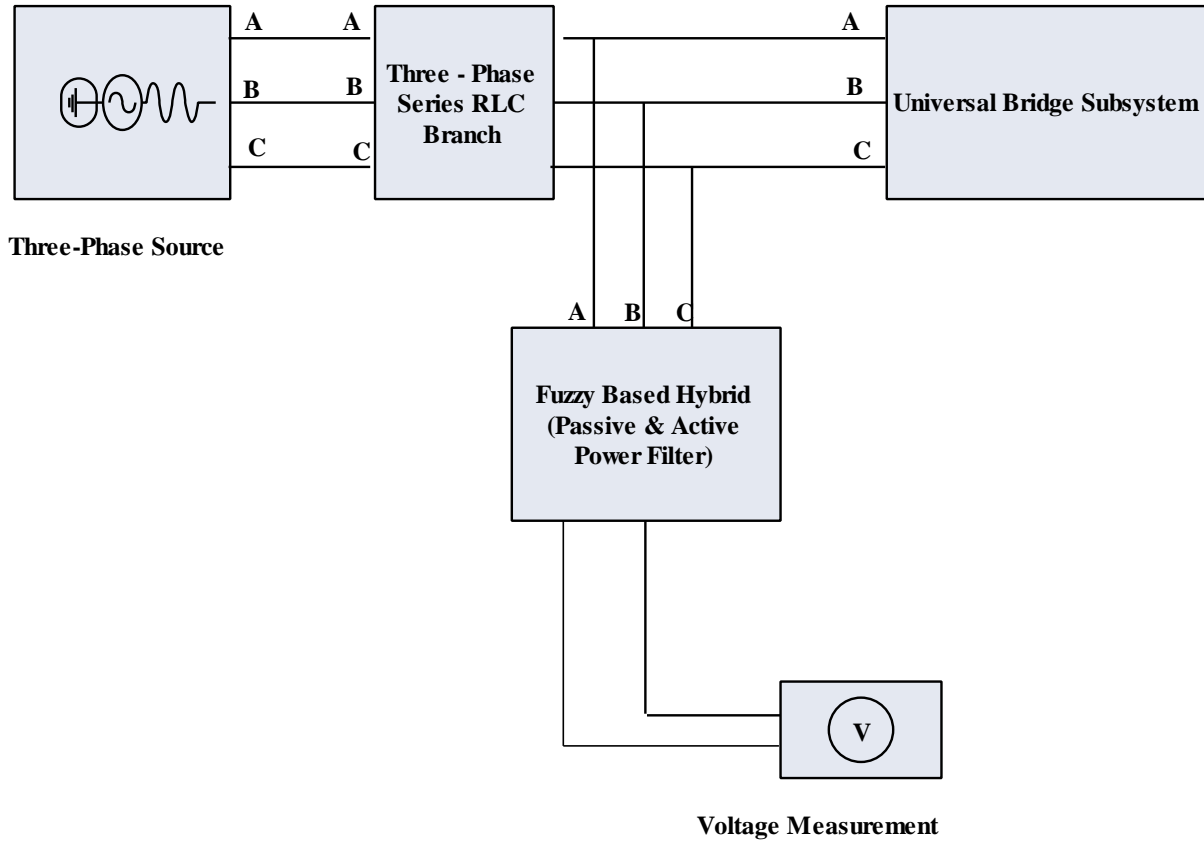 A A A
Three - Phase
Series RLC
Branch
B B B
Universal Bridge Subsystem
C C C
Three-Phase Source
A B C
Fuzzy Based Hybrid
(Passive & Active
Power Filter)
V
Voltage Measurement